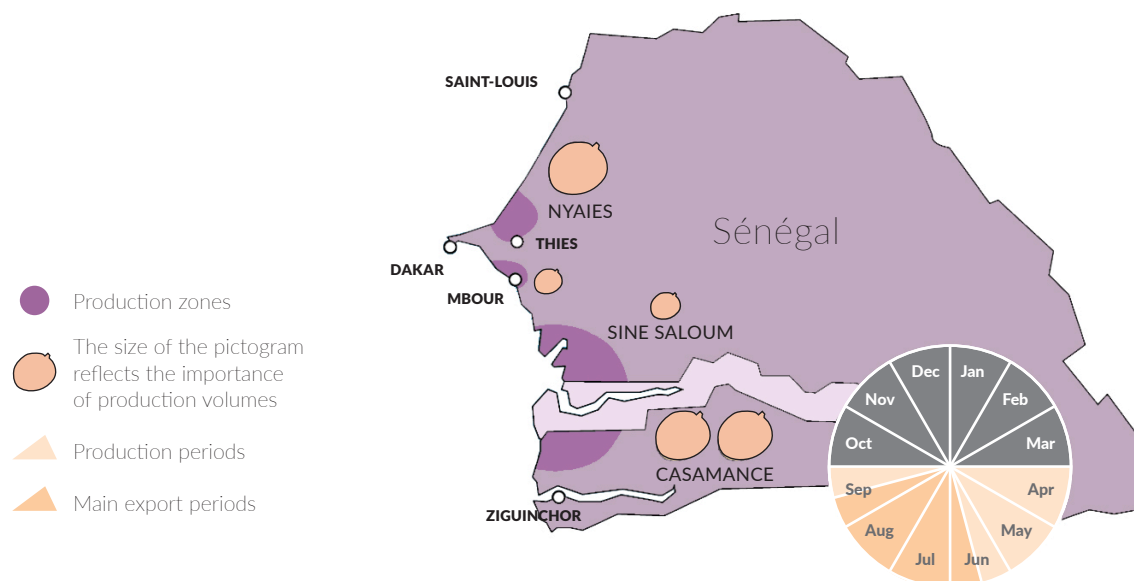 SAINT-LOUIS
NYAIES
Sénégal
THIES
DAKAR
MBOUR
SINE SALOUM
CASAMANCE
ZIGUINCHOR
Production zones
The size of the pictogram
reflects the importance
of production volumes
Production periods
Main export periods
Jan
Feb
Mar
Apr
May
Jun
Jul
Aug
Sep
Oct
Nov
Dec